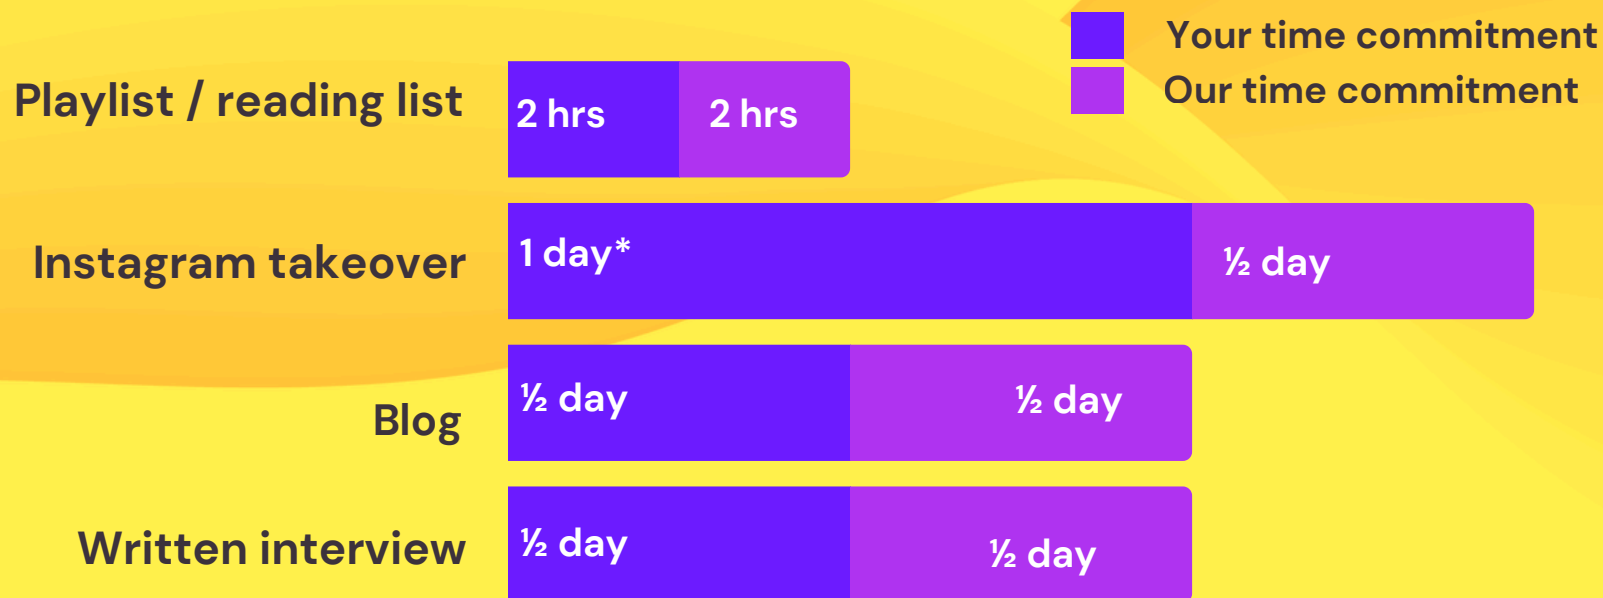 Your time commitment
Our time commitment
Playlist / reading list
2 hrs
2 hrs
Instagram takeover
1 day*
½ day
Blog
½ day
½ day
Written interview
½ day
½ day